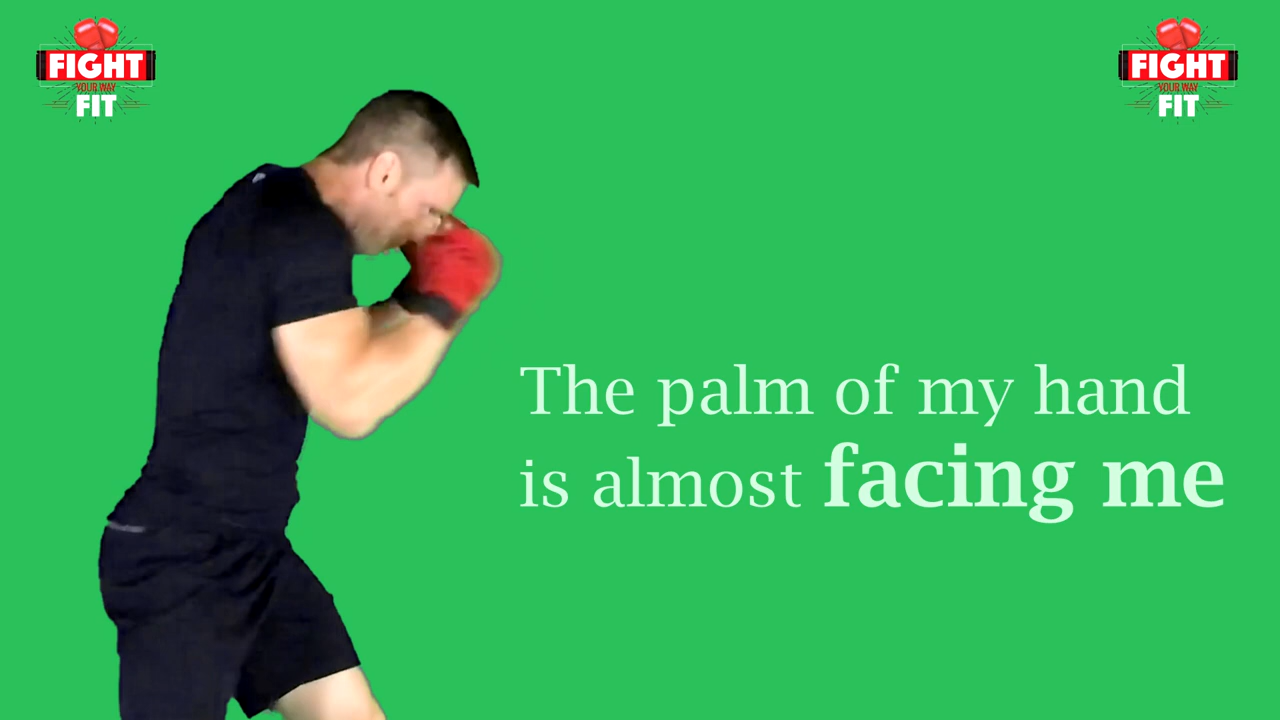 FIGHT
YOUR WAY
FIT
FIGHT
YOUR WAY
FIT
The palm of my hand
is almost facing me